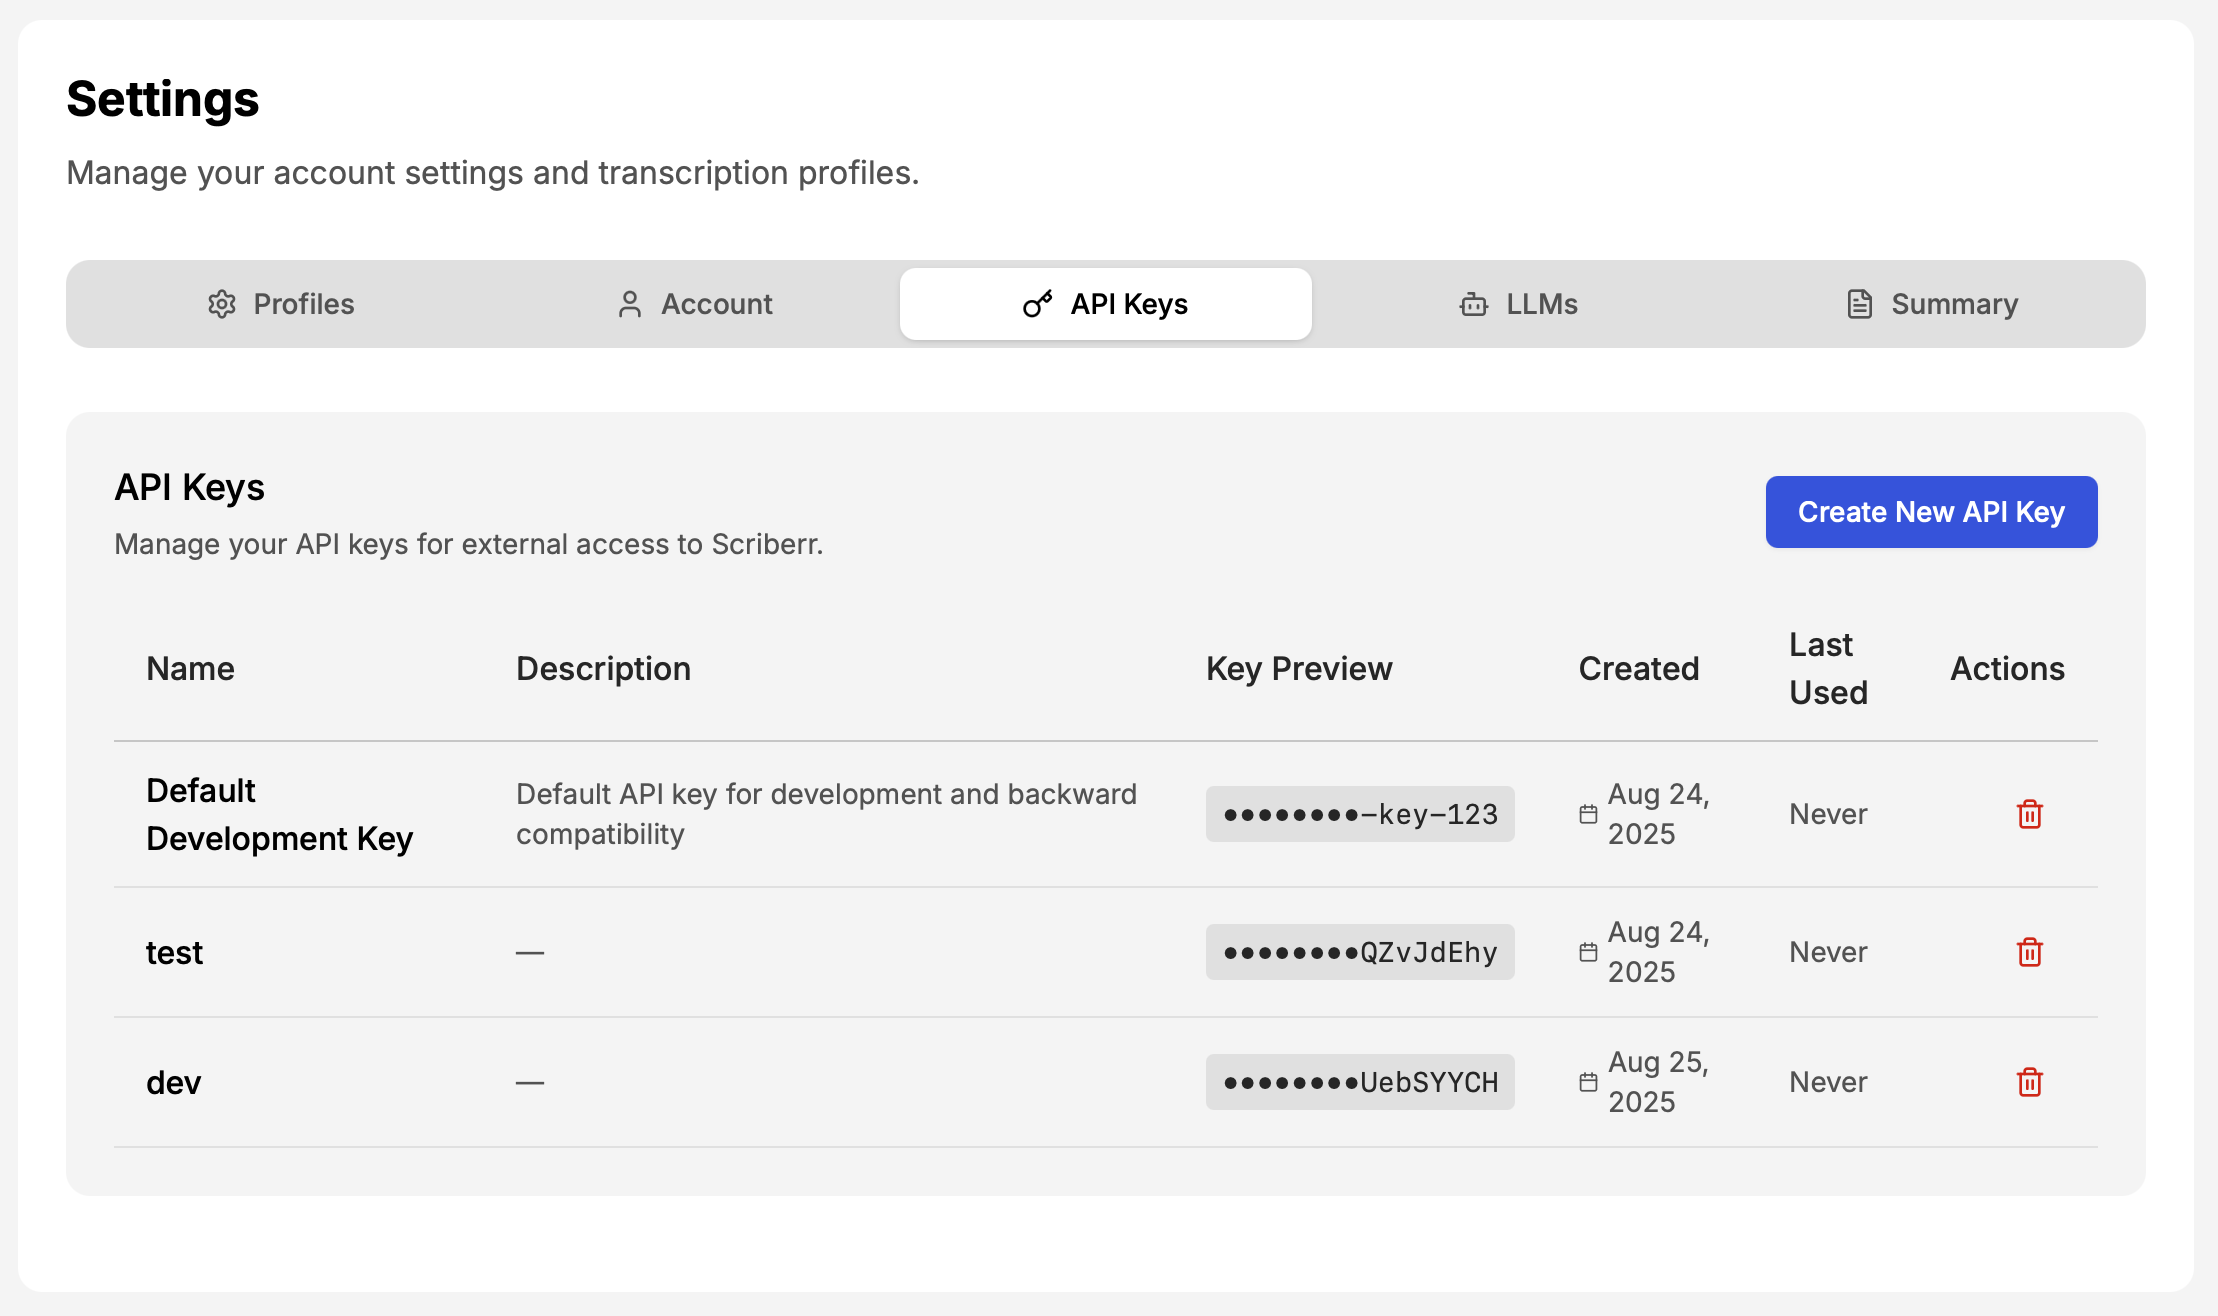 Settings
Manage your account settings and transcription profiles.
Profiles
Account
API Keys
LLMs
Summary
API Keys
Manage your API keys for external access to Scriberr.
Create New API Key
Name
Description
Key Preview
Created
Last
Used
Actions
Default
Development Key
Default API key for development and backward
compatibility
••••••••-key-123
Aug 24,
2025
Never
test
—
••••••••QZvJdEhy
Aug 24,
2025
Never
dev
—
••••••••UebSYYCH
Aug 25,
2025
Never